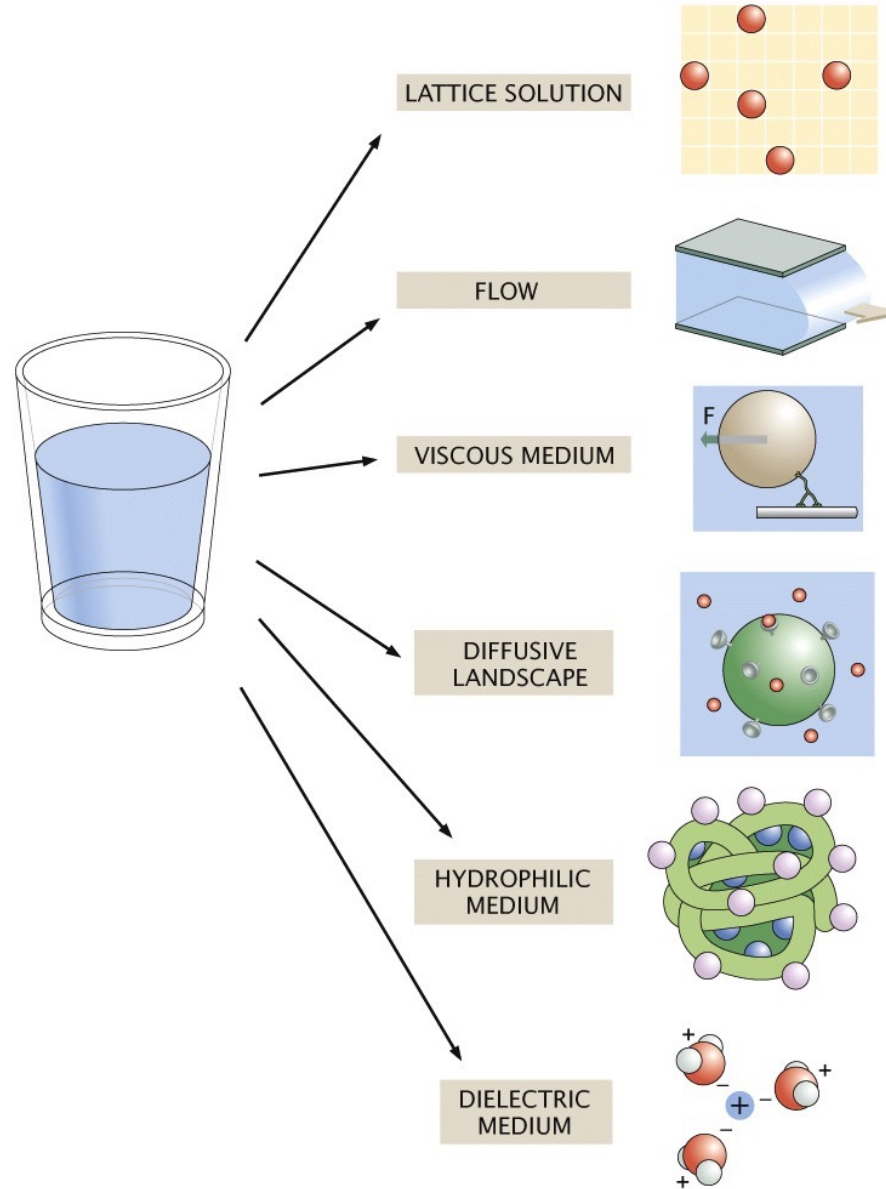 LATTICE SOLUTION
FLOW
VISCOUS MEDIUM
F
DIFFUSIVE
LANDSCAPE
HYDROPHILIC
MEDIUM
DIELECTRIC
MEDIUM
+
−
+
−
+
−
+